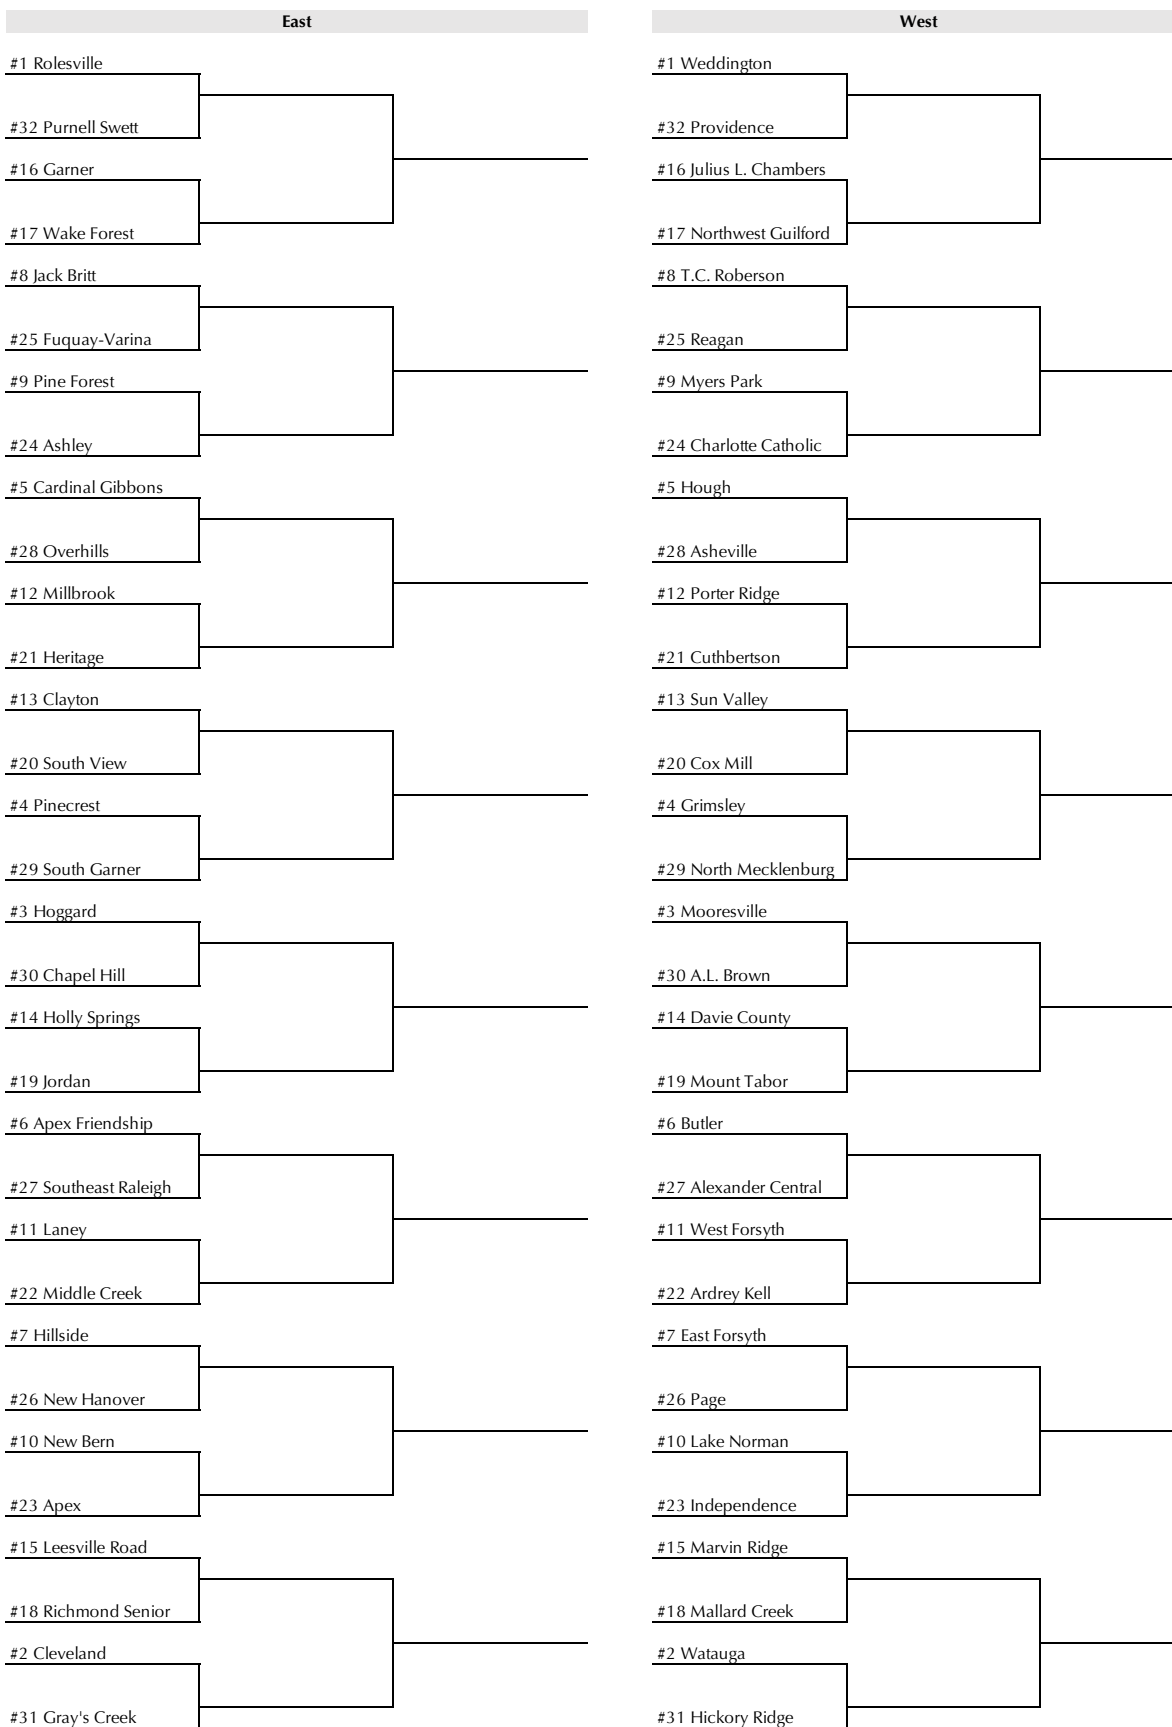 East
#1 Rolesville
#32 Purnell Swett
#16 Garner
#17 Wake Forest
#8 Jack Britt
#25 Fuquay-Varina
#9 Pine Forest
#24 Ashley
#5 Cardinal Gibbons
#28 Overhills
#12 Millbrook
#21 Heritage
#13 Clayton
#20 South View
#4 Pinecrest
#29 South Garner
#3 Hoggard
#30 Chapel Hill
#14 Holly Springs
#19 Jordan
#6 Apex Friendship
#27 Southeast Raleigh
#11 Laney
#22 Middle Creek
#7 Hillside
#26 New Hanover
#10 New Bern
#23 Apex
#15 Leesville Road
#18 Richmond Senior
#2 Cleveland
#31 Gray's Creek
West
#1 Weddington
#32 Providence
#16 Julius L. Chambers
#17 Northwest Guilford
#8 T.C. Roberson
#25 Reagan
#9 Myers Park
#24 Charlotte Catholic
#5 Hough
#28 Asheville
#12 Porter Ridge
#21 Cuthbertson
#13 Sun Valley
#20 Cox Mill
#4 Grimsley
#29 North Mecklenburg
#3 Mooresville
#30 A.L. Brown
#14 Davie County
#19 Mount Tabor
#6 Butler
#27 Alexander Central
#11 West Forsyth
#22 Ardrey Kell
#7 East Forsyth
#26 Page
#10 Lake Norman
#23 Independence
#15 Marvin Ridge
#18 Mallard Creek
#2 Watauga
#31 Hickory Ridge